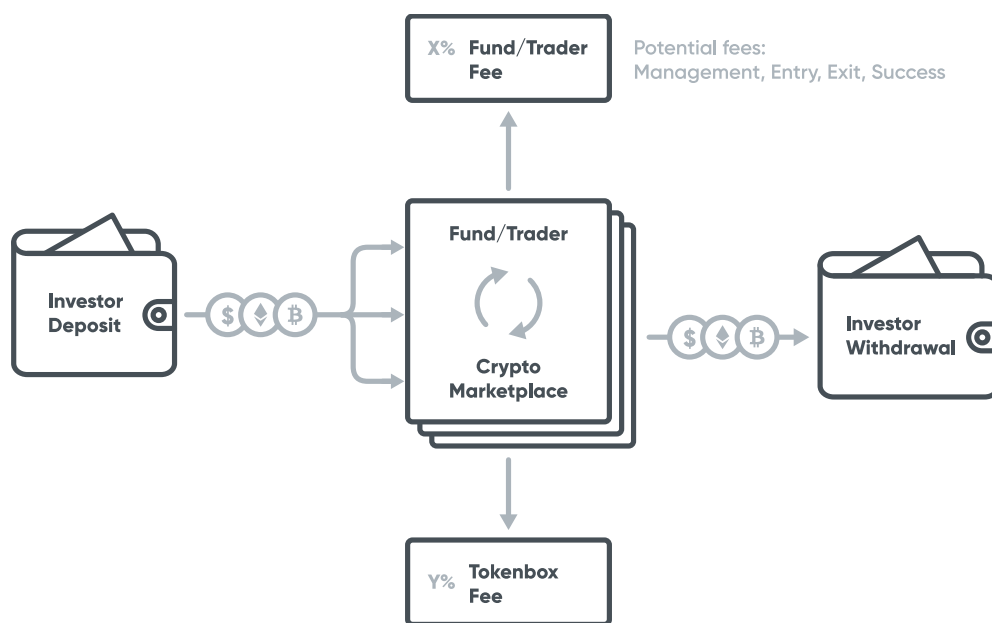 X% Fund/Trader
Fee
Potential fees:
Management, Entry, Exit, Success
Fund/Trader
Investor
Deposit
$
₿
Crypto
Marketplace
$
₿
Investor
Withdrawal
Y% Tokenbox
Fee